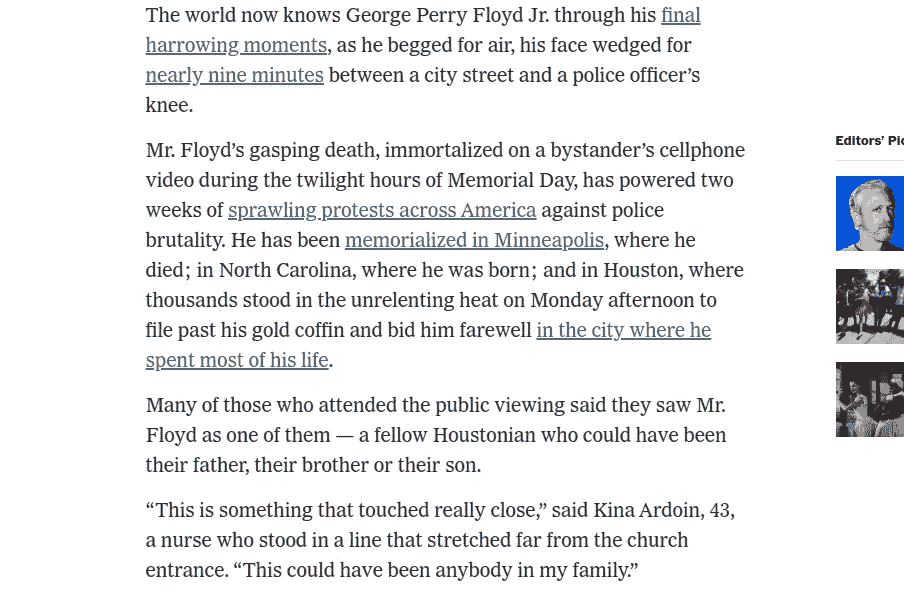 The world now knows George Perry Floyd Jr. through his final
harrowing moments, as he begged for air, his face wedged for
nearly nine minutes between a city street and a police officer’s
knee.
Mr. Floyd’s gasping death, immortalized on a bystander’s cellphone
video during the twilight hours of Memorial Day, has powered two
weeks of sprawling protests across America against police
brutality. He has been memorialized in Minneapolis, where he
died; in North Carolina, where he was born; and in Houston, where
thousands stood in the unrelenting heat on Monday afternoon to
file past his gold coffin and bid him farewell in the city where he
spent most of his life.
Many of those who attended the public viewing said they saw Mr.
Floyd as one of them — a fellow Houstonian who could have been
their father, their brother or their son.
“This is something that touched really close,” said Kina Ardoin, 43,
a nurse who stood in a line that stretched far from the church
entrance. “This could have been anybody in my family.”
Editors’ Pic